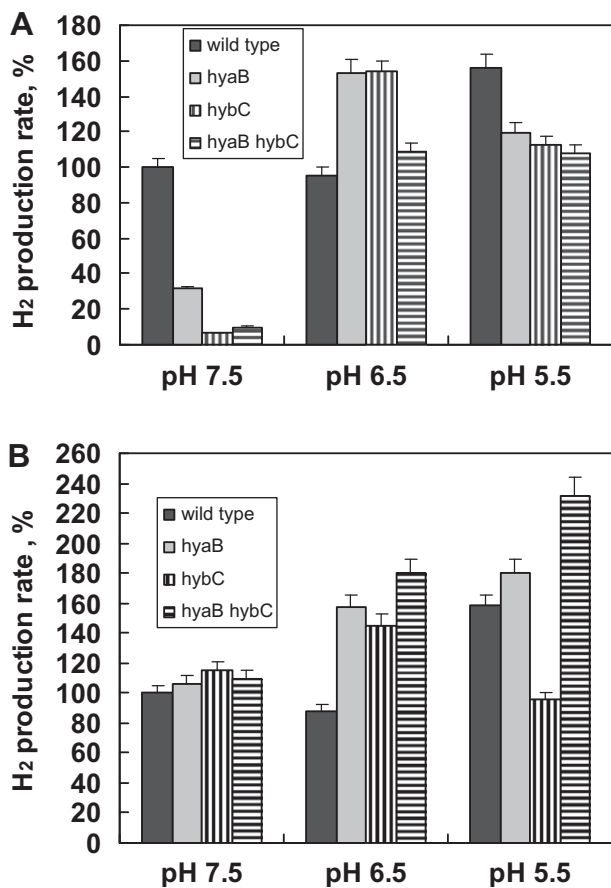 A
H2 production rate, %
180
160
140
120
100
80
60
40
20
0
wild type
hyaB
hybC
hyaB hybC
pH 7.5 pH 6.5 pH 5.5
B
H2 production rate , %
260
240
220
200
180
160
140
120
100
80
60
40
20
0
wild type
hyaB
hybC
hyaB hybC
pH 7.5 pH 6.5 pH 5.5